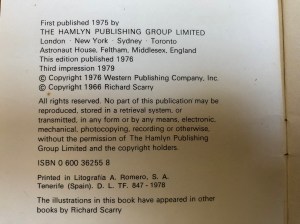 First published 1975 by
THE HAMLYN PUBLISHING GROUP LIMITED
London · New York · Sydney · Toronto
Astronaut House, Feltham, Middlesex, England
This edition published 1976
Third impression 1979
© Copyright 1976 Western Publishing Company, Inc.
© Copyright 1966 Richard Scarry
All rights reserved. No part of this publication may be
reproduced, stored in a retrieval system, or
transmitted, in any form or by any means, electronic,
mechanical, photocopying, recording or otherwise,
without the permission of The Hamlyn Publishing
Group Limited and the copyright holders.
ISBN 0 600 36255 8
Printed in Litografia A. Romero, S. A.
Tenerife (Spain). D. L. TF. 847 - 1978
The illustrations in this book have appeared in other
books by Richard Scarry